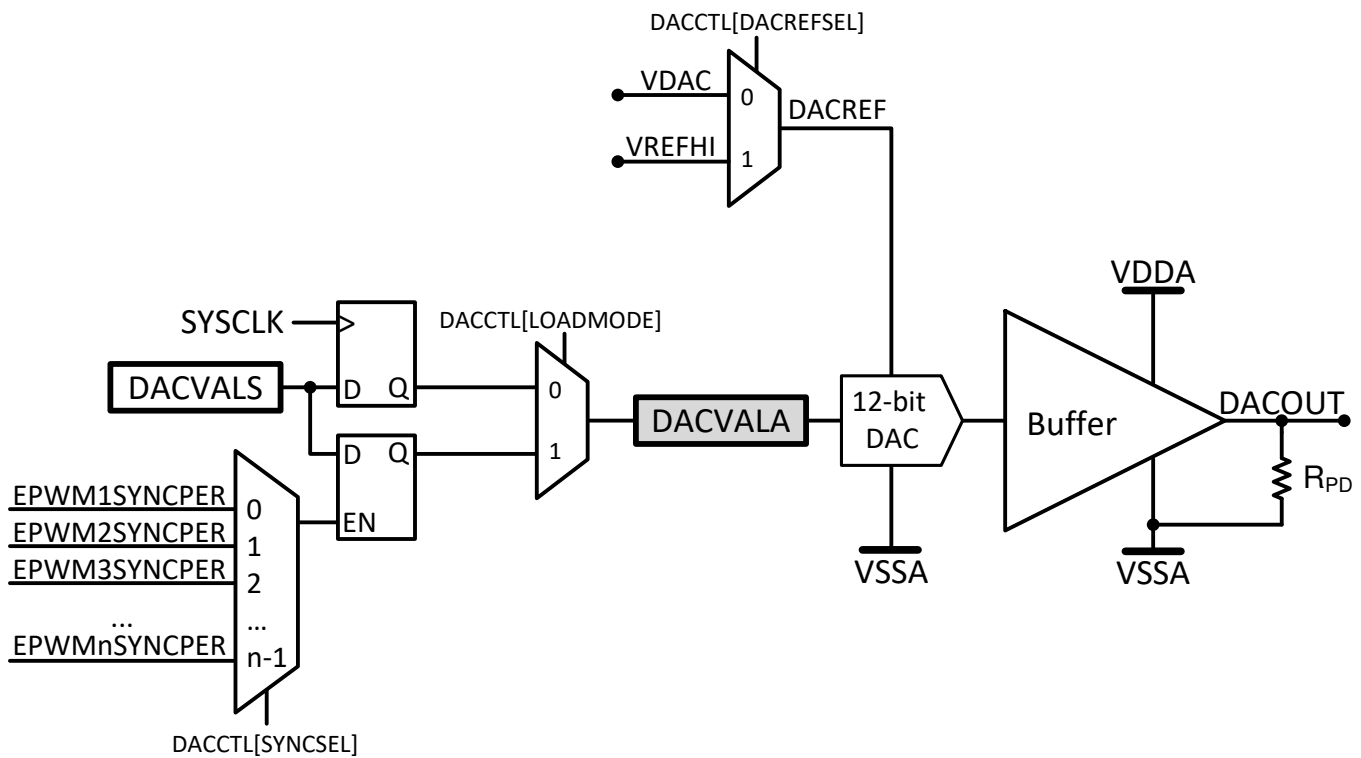 DACCTL[DACREFSEL]
VDAC
0
DACREF
VREFHI
1
VDDA
SYSCLK
DACCTL[LOADMODE]
DACVALS
D Q
0
DACVALA
12-bit
DAC
Buffer
DACOUT
D Q
1
RPD
EPWM1SYNCPER
0
EN
EPWM2SYNCPER
1
EPWM3SYNCPER
2
VSSA
VSSA
...
...
EPWMnSYNCPER
n-1
DACCTL[SYNCSEL]